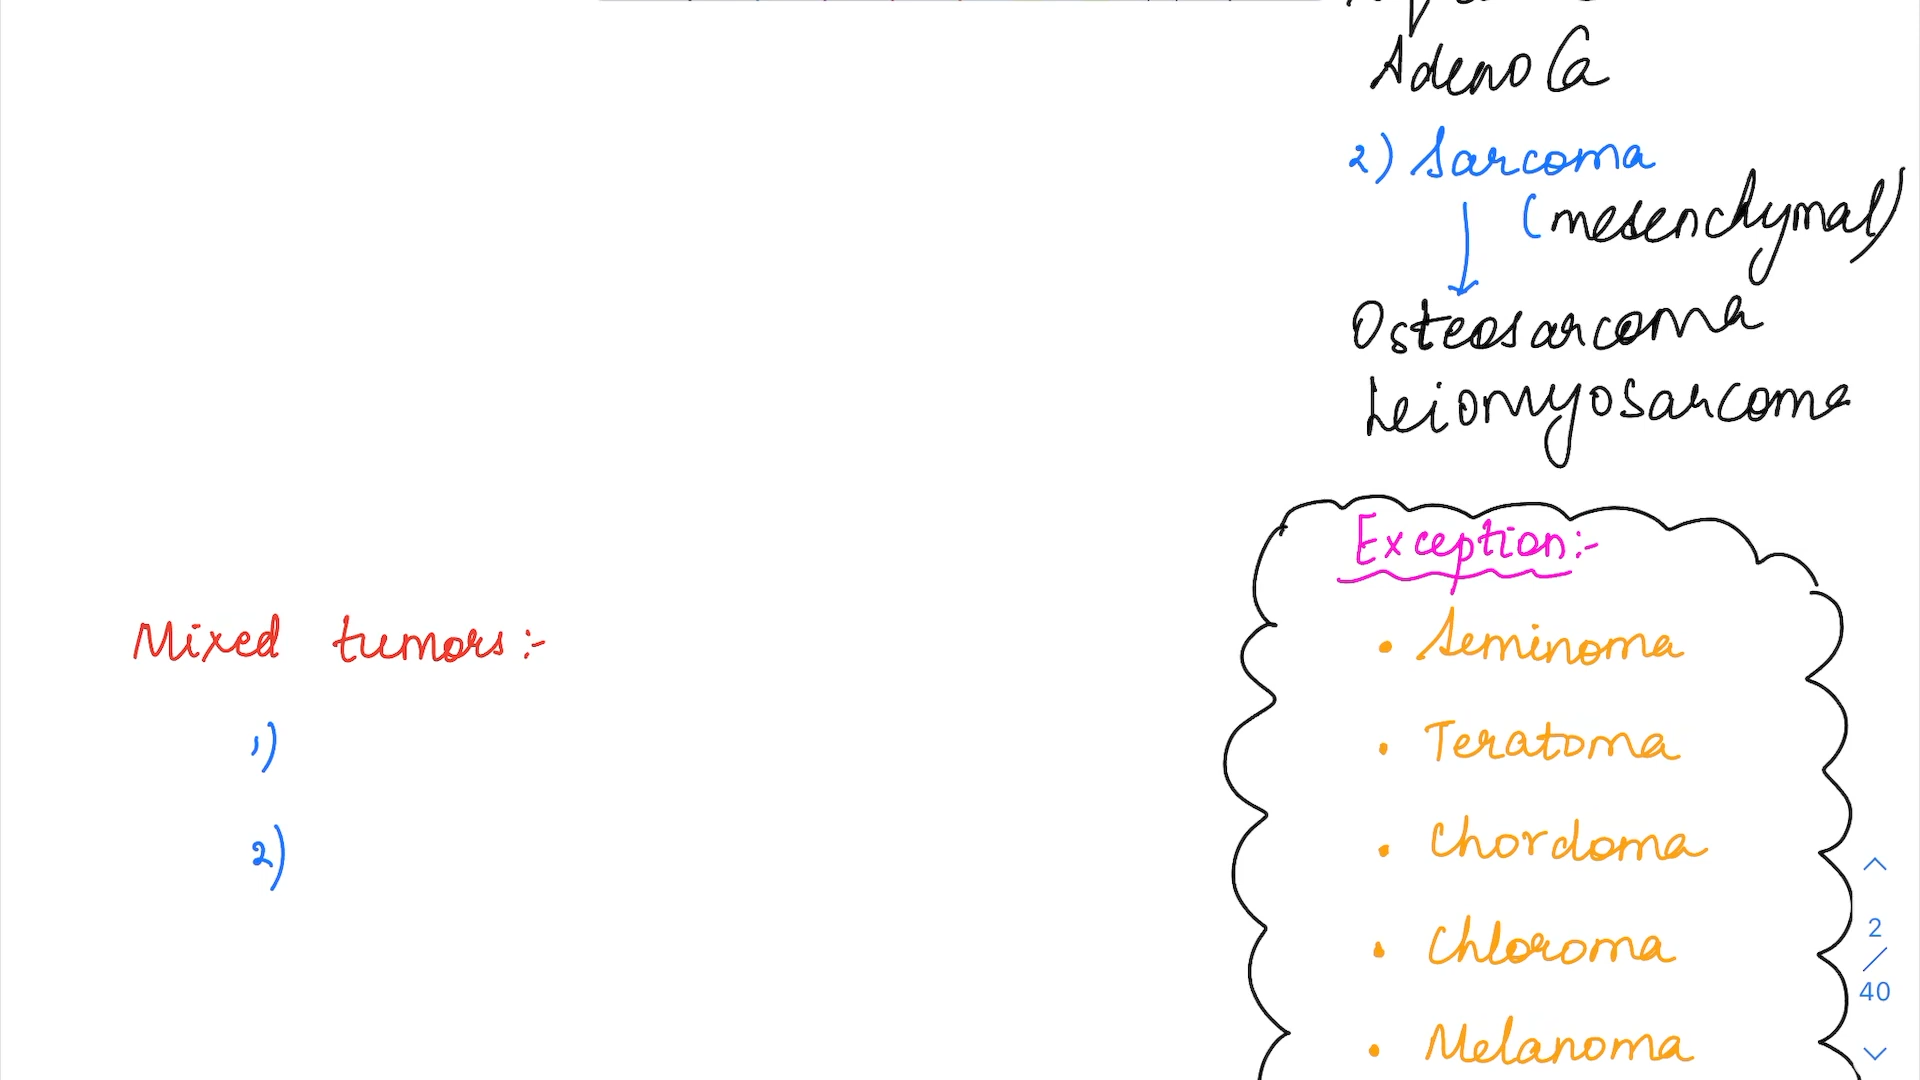 Adeno Ca
2) Sarcoma
(mesenchymal)
Osteosarcoma
Leiomyosarcoma
Exception:-
• Seminoma
• Teratoma
• Chordoma
• Chloroma
• Melanoma
Mixed tumors:-
1)
2)
2
/
40